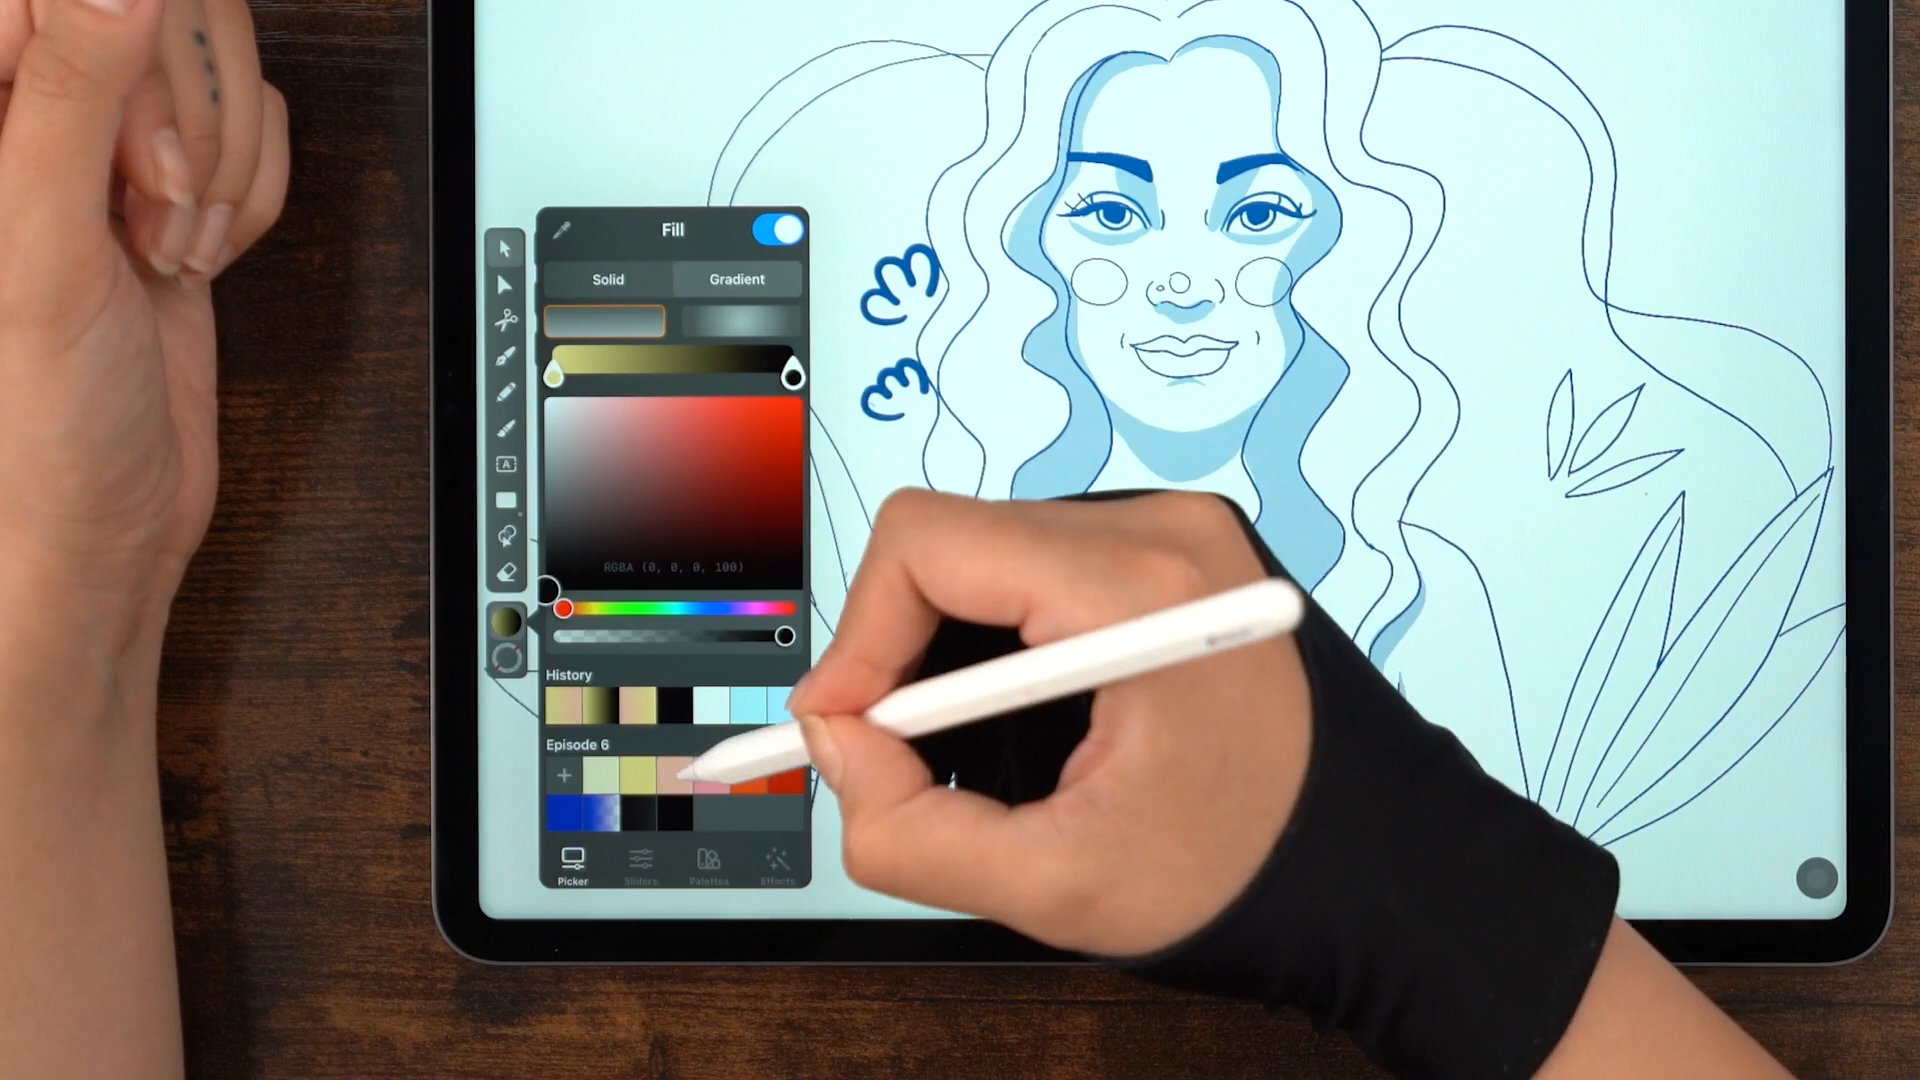 Fill
Solid
Gradient
A
RGBA (0, 0, 0, 100)
History
Episode 6
Picker
Sliders
Palettes
Effects